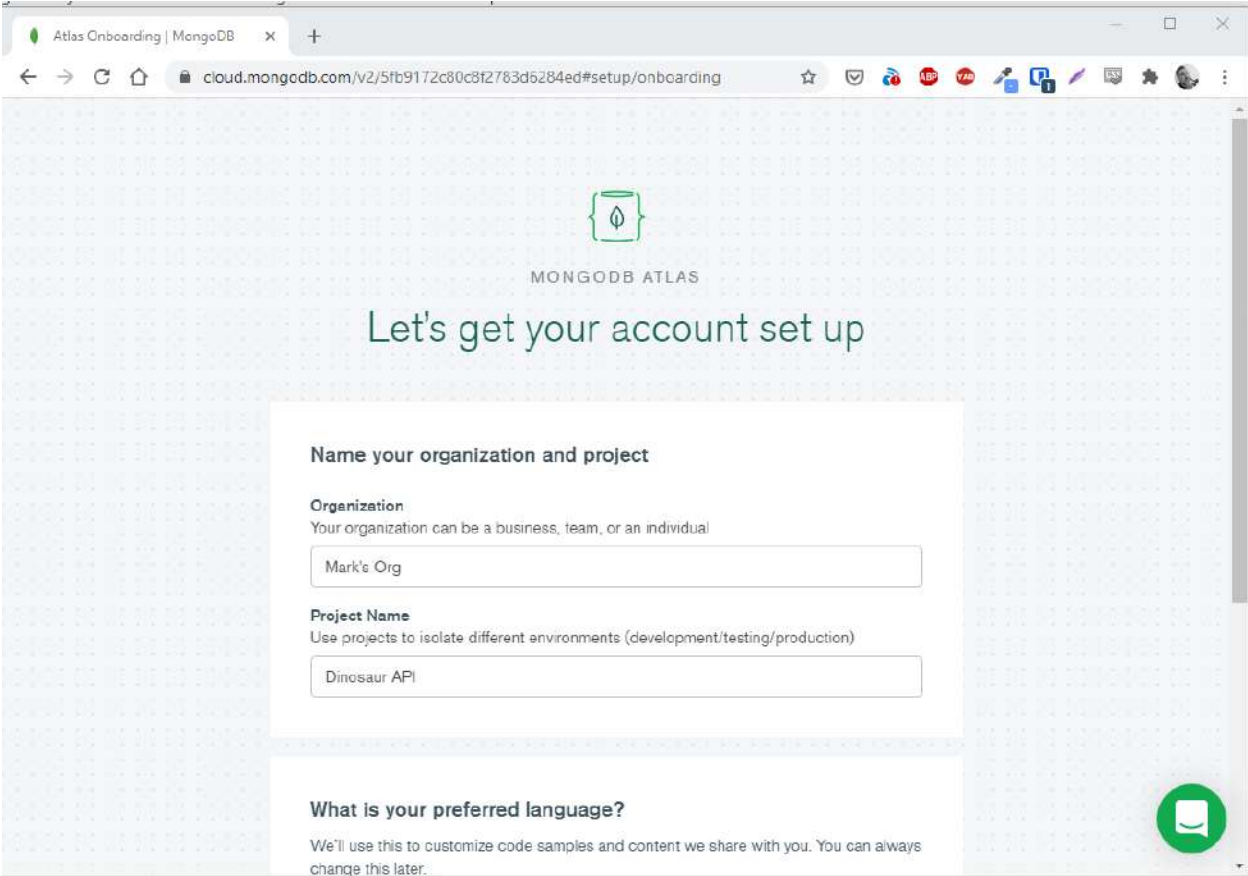 Atlas Onboarding | MongoDB
cloud.mongodb.com/v2/5fb9172c80c8f2783d6284ed#setup/onboarding
ABP
1
CSS
MONGODB ATLAS
Let's get your account set up
Name your organization and project
Organization
Your organization can be a business, team, or an individual
Mark's Org
Project Name
Use projects to isolate different environments (development/testing/production)
Dinosaur API
What is your preferred language?
We'll use this to customize code samples and content we share with you. You can always
change this later.